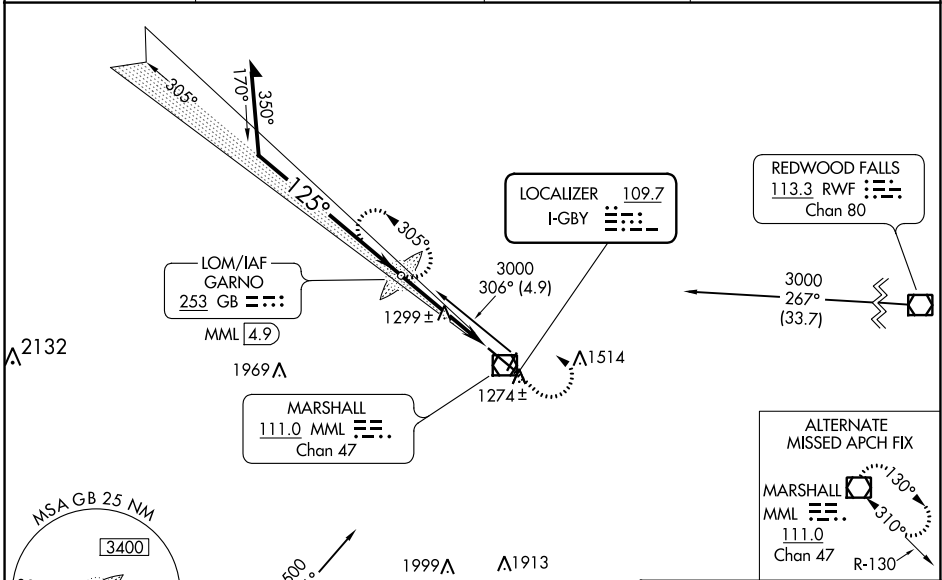 305°
170°
350°
125°
305°
LOCALIZER 109.7
I-GBY
REDWOOD FALLS
113.3 RWF
Chan 80
LOM/IAF
GARNO
253 GB
MML 4.9
3000
306° (4.9)
3000
267°
(33.7)
1299 ±
2132
1969
1514
1274 ±
MARSHALL
111.0 MML
Chan 47
ALTERNATE
MISSED APCH FIX
MARSHALL
MML
111.0
Chan 47
130°
310°
R-130
MSA GB 25 NM
3400
1999
1913